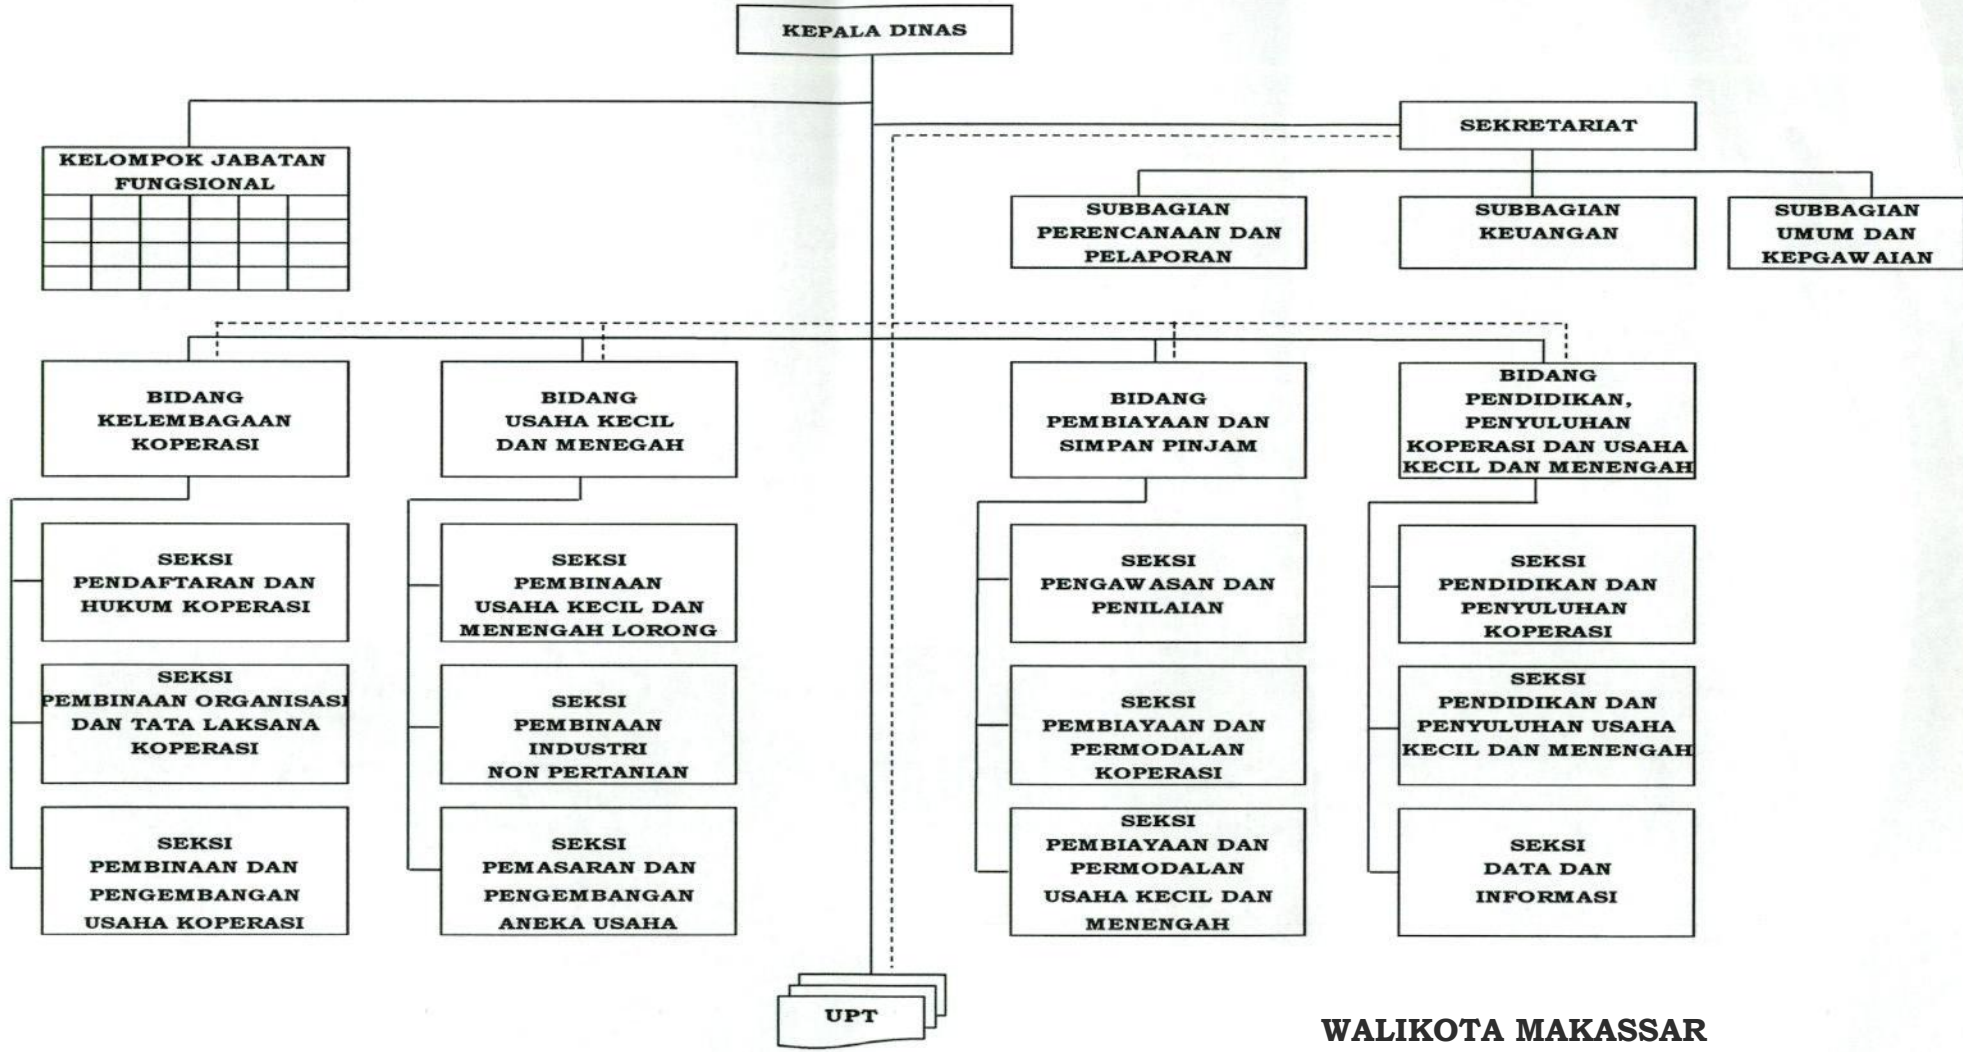 KEPALA DINAS
SEKRETARIAT
KELOMPOK JABATAN
FUNGSIONAL
SUBBAGIAN
PERENCANAAN DAN
PELAPORAN
SUBBAGIAN
KEUANGAN
SUBBAGIAN
UMUM DAN
KEPGAWAIAN
BIDANG
KELEMBAGAAN
KOPERASI
BIDANG
USAHA KECIL
DAN MENEGAH
BIDANG
PEMBIAYAAN DAN
SIMPAN PINJAM
BIDANG
PENDIDIKAN,
PENYULUHAN
KOPERASI DAN USAHA
KECIL DAN MENENGAH
SEKSI
PENDAFTARAN DAN
HUKUM KOPERASI
SEKSI
PEMBINAAN
USAHA KECIL DAN
MENENGAH LORONG
SEKSI
PENGAWASAN DAN
PENILAIAN
SEKSI
PENDIDIKAN DAN
PENYULUHAN
KOPERASI
SEKSI
PEMBINAAN ORGANISASI
DAN TATA LAKSANA
KOPERASI
SEKSI
PEMBINAAN
INDUSTRI
NON PERTANIAN
SEKSI
PEMBIAYAAN DAN
PERMODALAN
KOPERASI
SEKSI
PENDIDIKAN DAN
PENYULUHAN USAHA
KECIL DAN MENENGAH
SEKSI
PEMBINAAN DAN
PENGEMBANGAN
USAHA KOPERASI
SEKSI
PEMASARAN DAN
PENGEMBANGAN
ANEKA USAHA
SEKSI
PEMBIAYAAN DAN
PERMODALAN
USAHA KECIL DAN
MENENGAH
SEKSI
DATA DAN
INFORMASI
UPT
WALIKOTA MAKASSAR